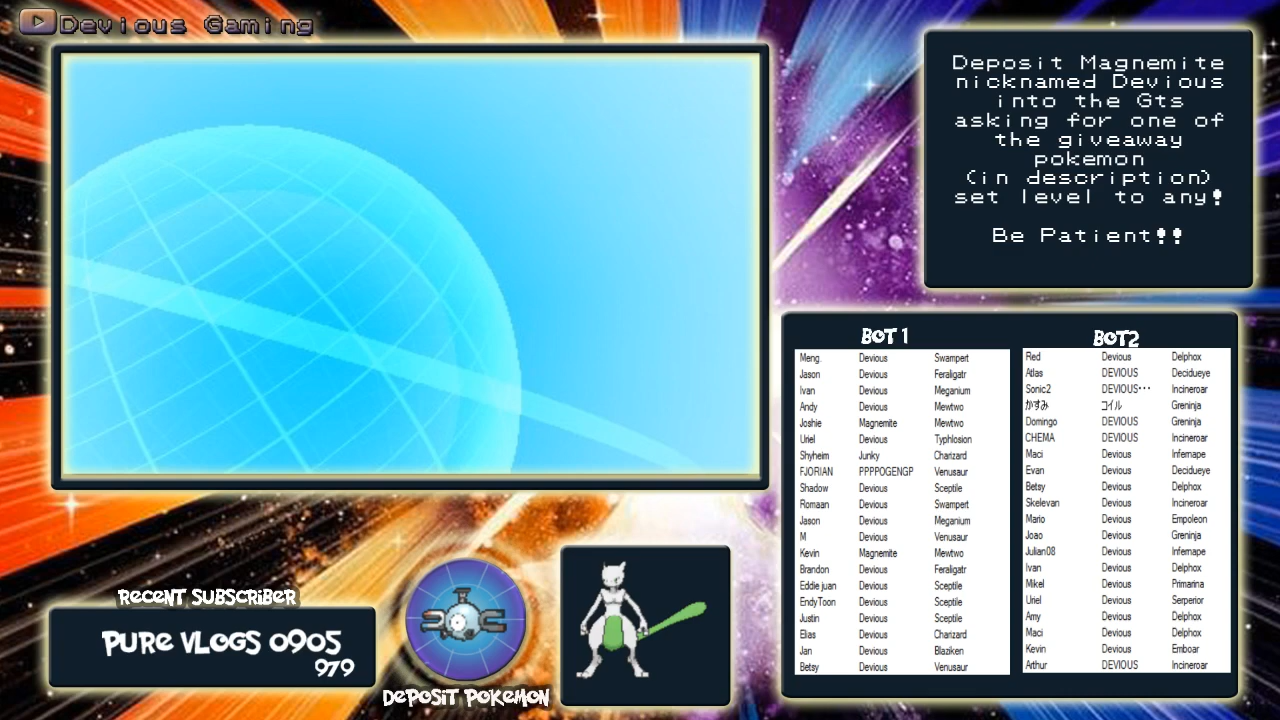 Devious Gaming
Deposit Magnemite
nicknamed Devious
into the Gts
asking for one of
the giveaway
pokemon
(in description)
set level to any!
Be Patient!!
BOT 1
Meng. Devious Swampert
Jason Devious Feraligatr
Ivan Devious Meganium
Andy Devious Mewtwo
Joshie Magnemite Mewtwo
Uriel Devious Typhlosion
Shyheim Junky Charizard
FJORIAN PPPPOGENGP Venusaur
Shadow Devious Sceptile
Romaan Devious Swampert
Jason Devious Meganium
M Devious Venusaur
Kevin Magnemite Mewtwo
Brandon Devious Feraligatr
Eddie juan Devious Sceptile
EndyToon Devious Sceptile
Justin Devious Sceptile
Elias Devious Charizard
Jan Devious Blaziken
Betsy Devious Venusaur
BOT2
Red Devious Delphox
Atlas DEVIOUS Decidueye
Sonic2 DEVIOUS··· Incineroar
かすみ コイル Greninja
Domingo DEVIOUS Greninja
CHEMA DEVIOUS Incineroar
Maci Devious Infernape
Evan Devious Decidueye
Betsy Devious Delphox
Skelevan Devious Incineroar
Mario Devious Empoleon
Joao Devious Greninja
Julian08 Devious Infernape
Ivan Devious Delphox
Mikel Devious Primarina
Uriel Devious Serperior
Amy Devious Delphox
Maci Devious Delphox
Kevin Devious Emboar
Arthur DEVIOUS Incineroar
RECENT SUBSCRIBER
PURE VLOGS 0905
979
DEPOSIT POKEMON